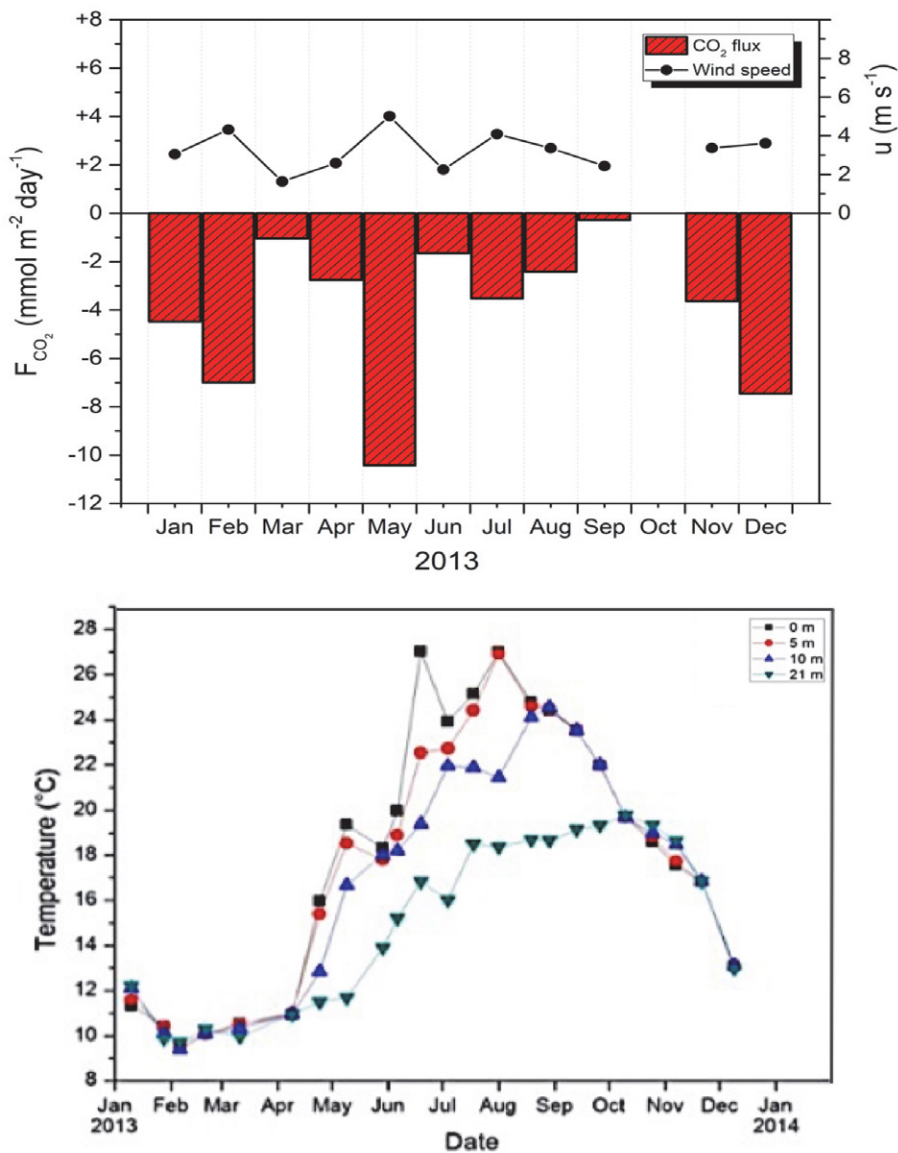 +8
+6
+4
+2
0
-2
-4
-6
-8
-10
-12
F_CO₂ (mmol m⁻² day⁻¹)
CO₂ flux
Wind speed
8
6
4
2
0
u (m s⁻¹)
Jan Feb Mar Apr May Jun Jul Aug Sep Oct Nov Dec
2013
28
26
24
22
20
18
16
14
12
10
8
Temperature (°C)
0 m
5 m
10 m
21 m
Jan Feb Mar Apr May Jun Jul Aug Sep Oct Nov Dec Jan
2013 2014
Date